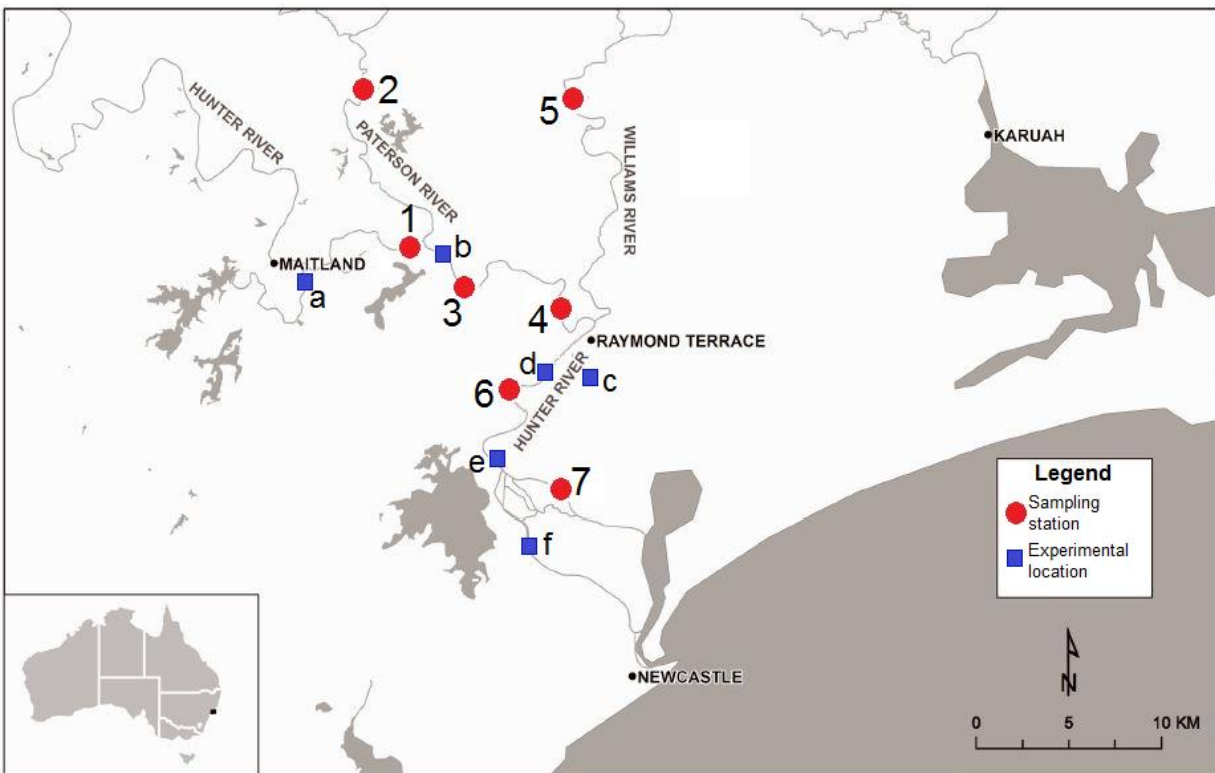 2
5
HUNTER RIVER
PATERSON RIVER
WILLIAMS RIVER
KARUAH
1
b
MAITLAND
a
3
4
RAYMOND TERRACE
d
c
6
HUNTER RIVER
e
7
f
NEWCASTLE
Legend
Sampling
station
Experimental
location
N
0 5 10 KM